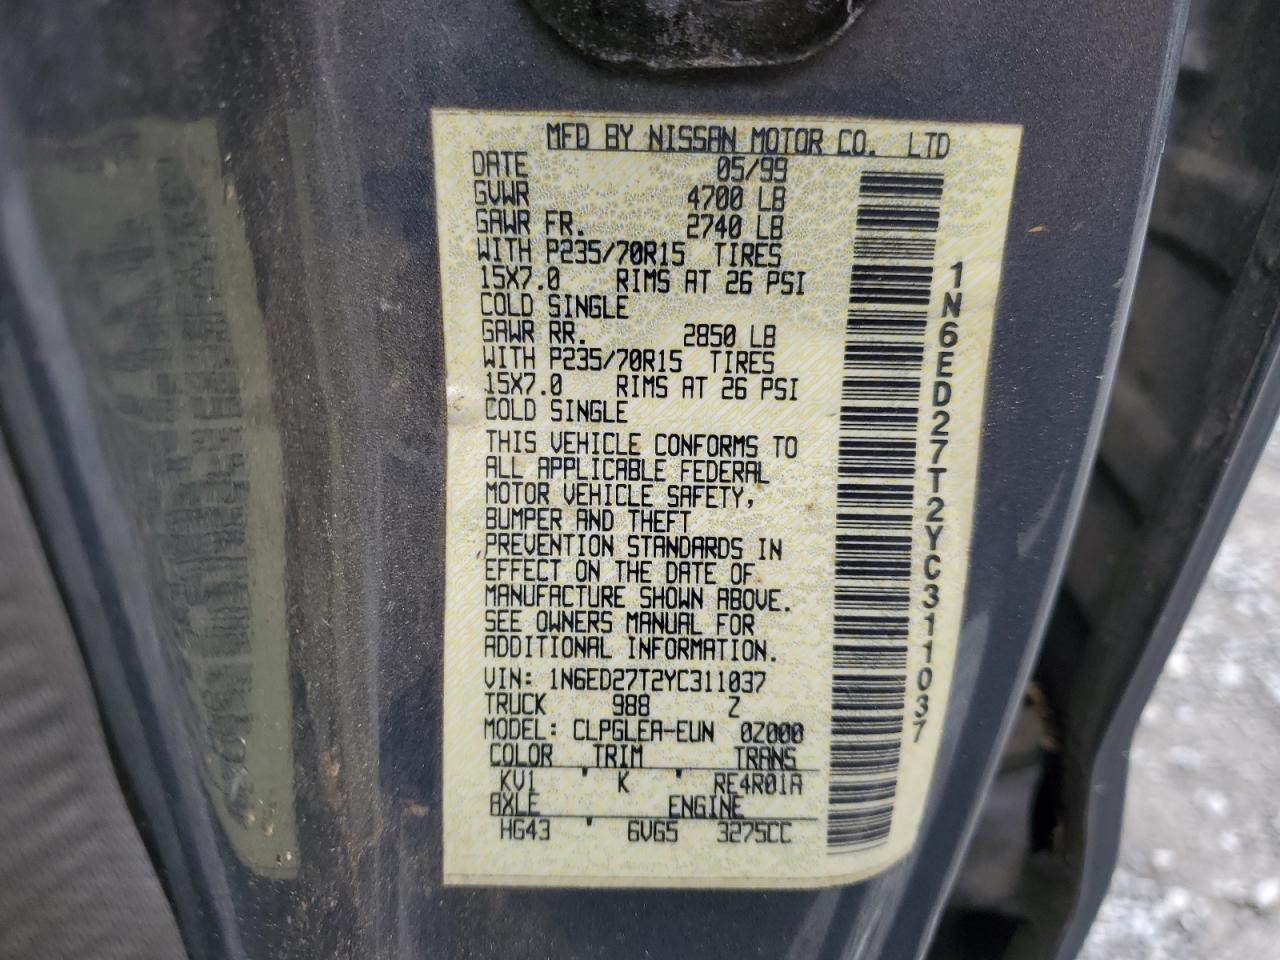 MFD BY NISSAN MOTOR CO. LTD
DATE 05/99
GVWR 4700 LB
GAWR FR. 2740 LB
WITH P235/70R15 TIRES
15X7.0 RIMS AT 26 PSI
COLD SINGLE
GAWR RR. 2850 LB
WITH P235/70R15 TIRES
15X7.0 RIMS AT 26 PSI
COLD SINGLE
THIS VEHICLE CONFORMS TO
ALL APPLICABLE FEDERAL
MOTOR VEHICLE SAFETY,
BUMPER AND THEFT
PREVENTION STANDARDS IN
EFFECT ON THE DATE OF
MANUFACTURE SHOWN ABOVE.
SEE OWNERS MANUAL FOR
ADDITIONAL INFORMATION.
VIN: 1N6ED27T2YC311037
TRUCK 988 Z
MODEL: CLPGLEA-EUN 0Z000
COLOR TRIM TRANS
KV1 ' K ' RE4R01A
AXLE ENGINE
HG43 ' 6VG5 3275CC
1N6ED27T2YC311037